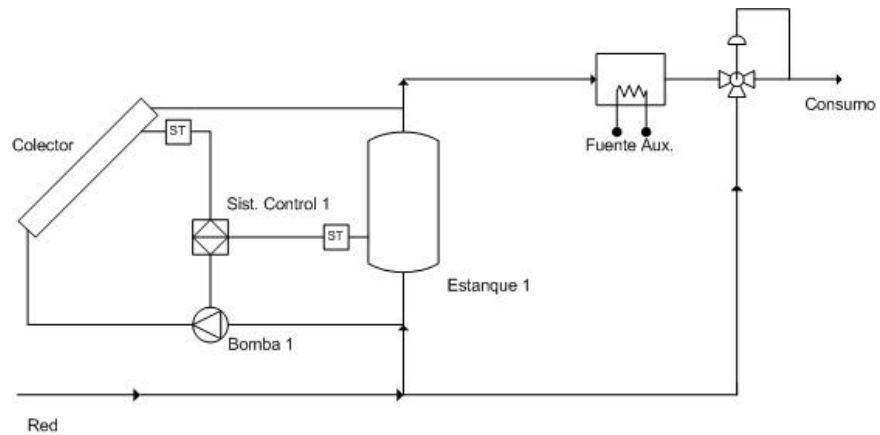 Consumo
Fuente Aux.
ST
Colector
Sist. Control 1
ST
Estanque 1
Bomba 1
Red